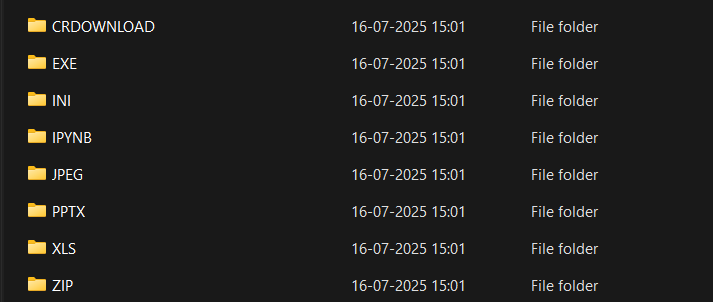 CRDOWNLOAD 16-07-2025 15:01 File folder
EXE 16-07-2025 15:01 File folder
INI 16-07-2025 15:01 File folder
IPYNB 16-07-2025 15:01 File folder
JPEG 16-07-2025 15:01 File folder
PPTX 16-07-2025 15:01 File folder
XLS 16-07-2025 15:01 File folder
ZIP 16-07-2025 15:01 File folder